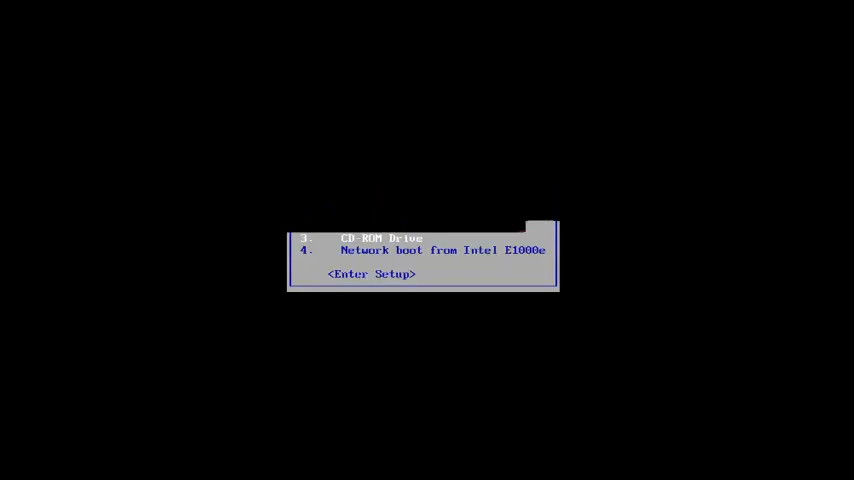 3. CD-ROM Drive
4. Network boot from Intel E1000e
<Enter Setup>